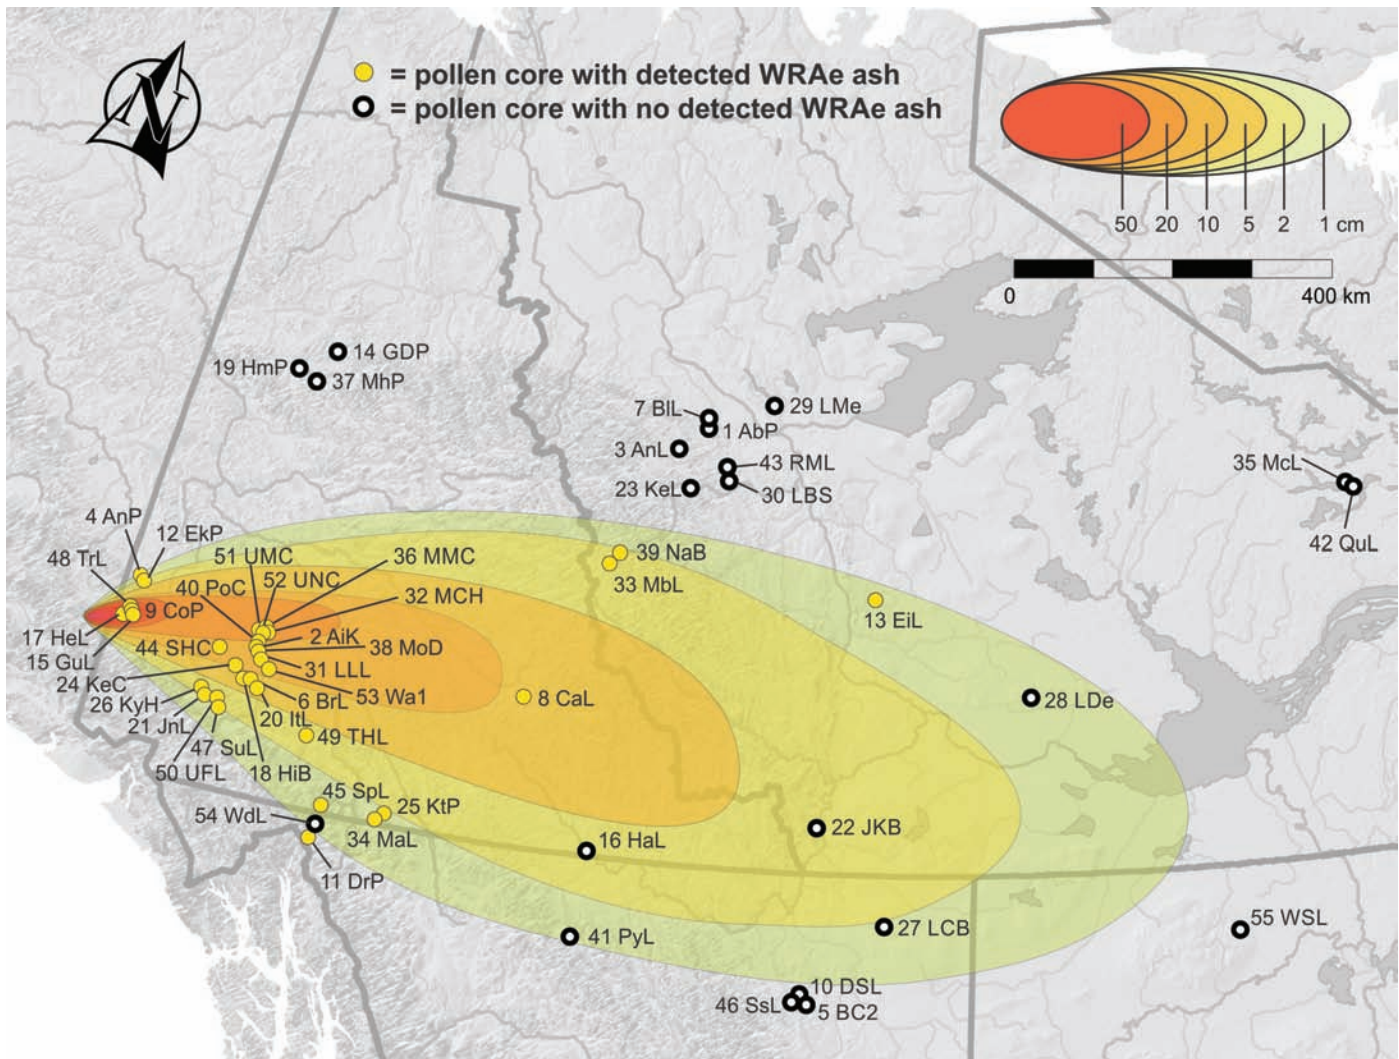 N
= pollen core with detected WRAe ash
= pollen core with no detected WRAe ash
50 20 10 5 2 1 cm
0 400 km
14 GDP
19 HmP
37 MhP
7 BlL
29 LMe
1 AbP
3 AnL
43 RML
23 KeL
30 LBS
35 McL
42 QuL
4 AnP
12 EkP
48 TrL
51 UMC
36 MMC
52 UNC
40 PoC
32 MCH
39 NaB
33 MbL
13 EiL
9 CoP
17 HeL
15 GuL
44 SHC
2 AiK
38 MoD
31 LLL
24 KeC
53 Wa1
26 KyH
6 BrL
21 JnL
20 ItL
8 CaL
28 LDe
47 SuL
49 THL
50 UFL
18 HiB
45 SpL
25 KtP
54 WdL
34 MaL
16 HaL
22 JKB
11 DrP
41 PyL
27 LCB
55 WSL
10 DSL
46 SsL
5 BC2